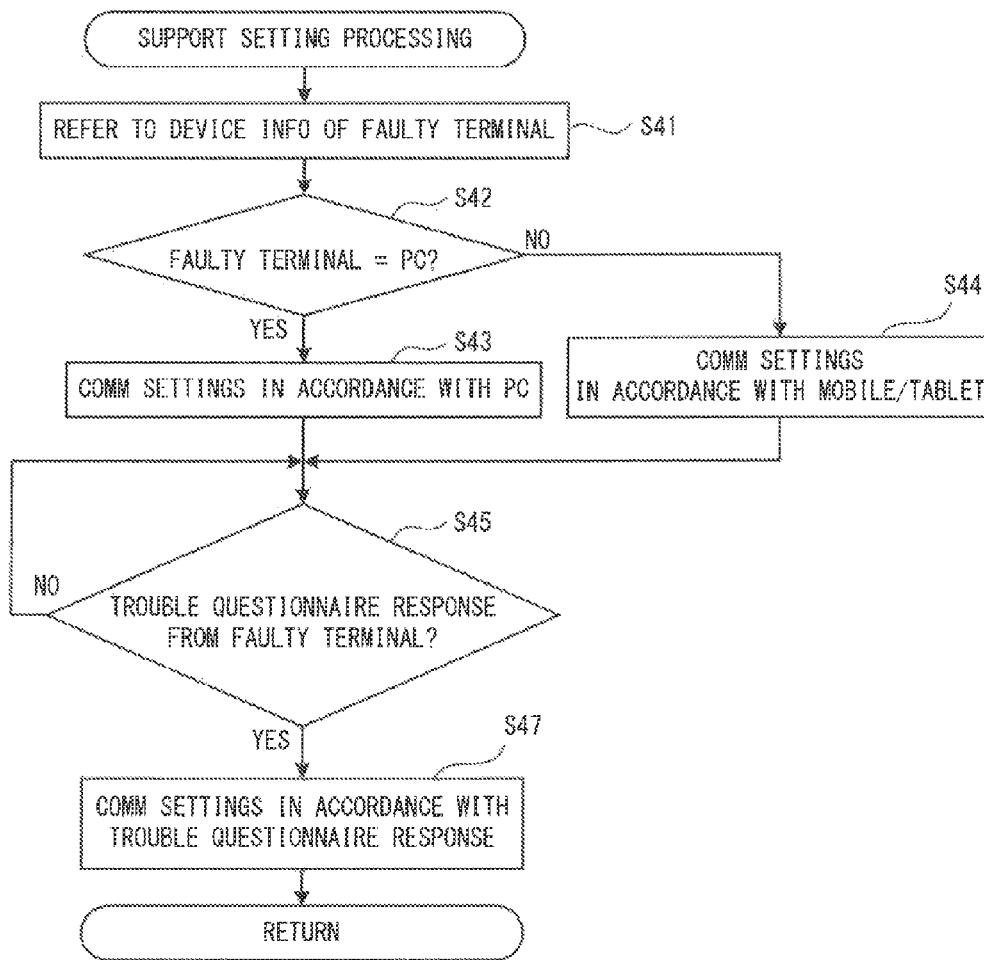 SUPPORT SETTING PROCESSING
REFER TO DEVICE INFO OF FAULTY TERMINAL
S41
S42
FAULTY TERMINAL = PC?
NO
YES
S43
COMM SETTINGS IN ACCORDANCE WITH PC
S44
COMM SETTINGS
IN ACCORDANCE WITH MOBILE/TABLET
S45
NO
TROUBLE QUESTIONNAIRE RESPONSE
FROM FAULTY TERMINAL?
YES
S47
COMM SETTINGS IN ACCORDANCE WITH
TROUBLE QUESTIONNAIRE RESPONSE
RETURN